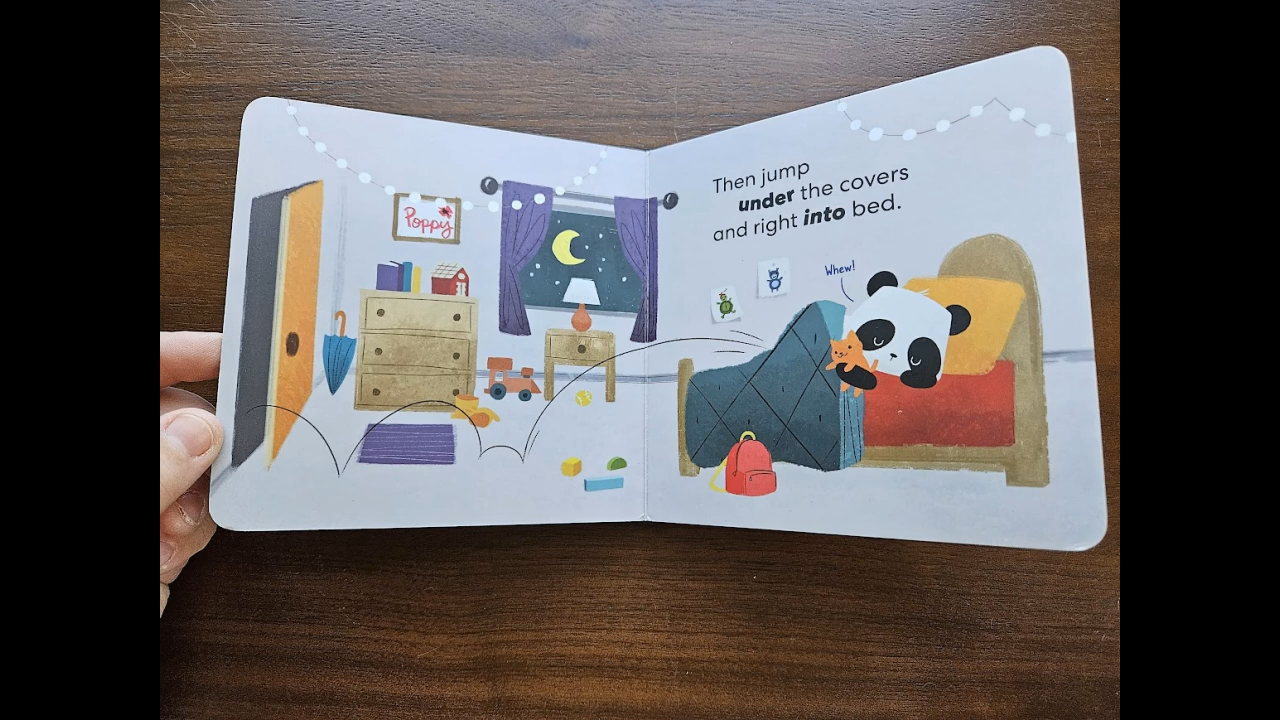 Poppy
Then jump
under the covers
and right into bed.
Whew!